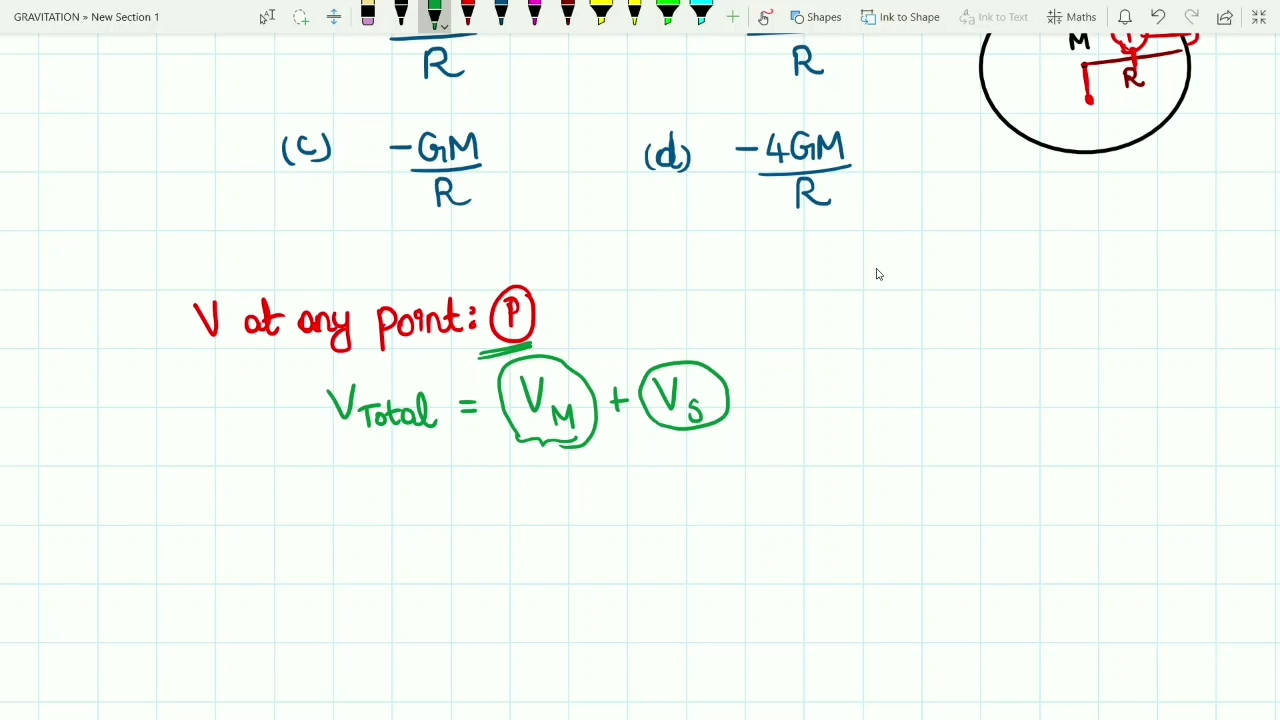 GRAVITATION » New Section 1 Shapes Ink to Shape Ink to Text Maths
R R M R
(c) -GM/R (d) -4GM/R
V at any point: P
V_Total = V_M + V_S